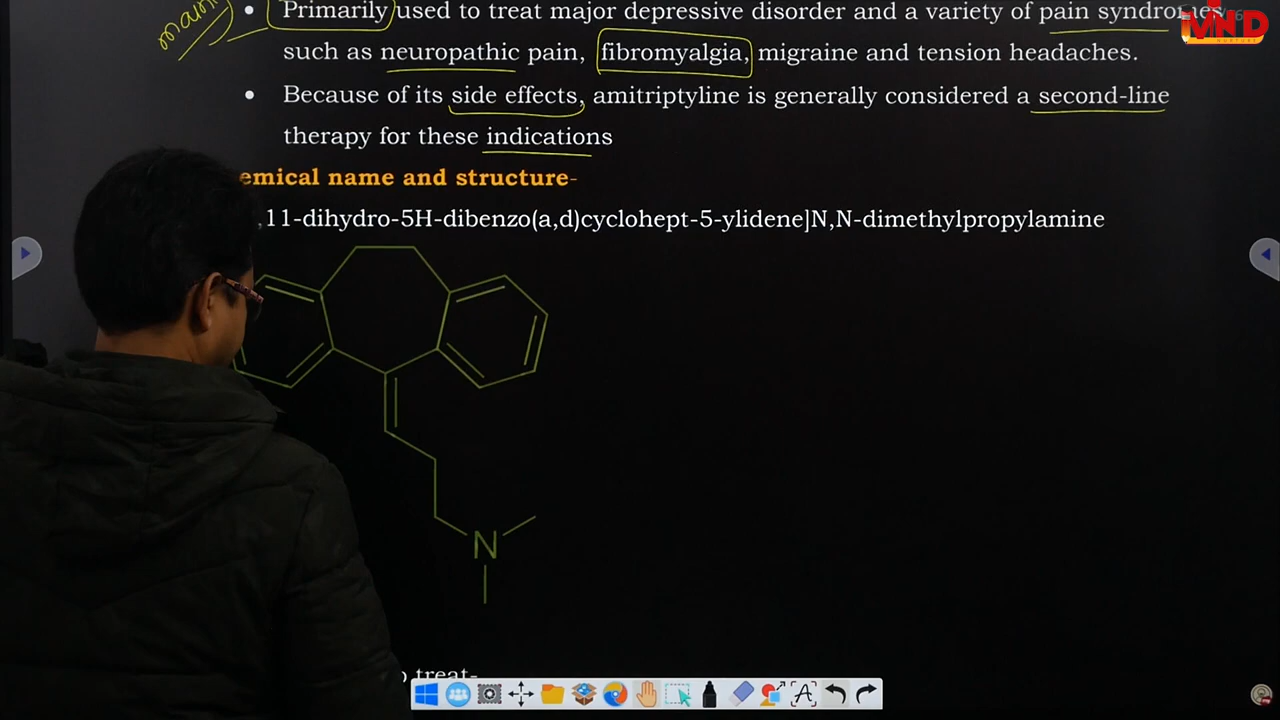 main
Primarily used to treat major depressive disorder and a variety of pain syndromes
such as neuropathic pain, fibromyalgia, migraine and tension headaches.
Because of its side effects, amitriptyline is generally considered a second-line
therapy for these indications
emical name and structure-
,11-dihydro-5H-dibenzo(a,d)cyclohept-5-ylidene]N,N-dimethylpropylamine
N
treat-